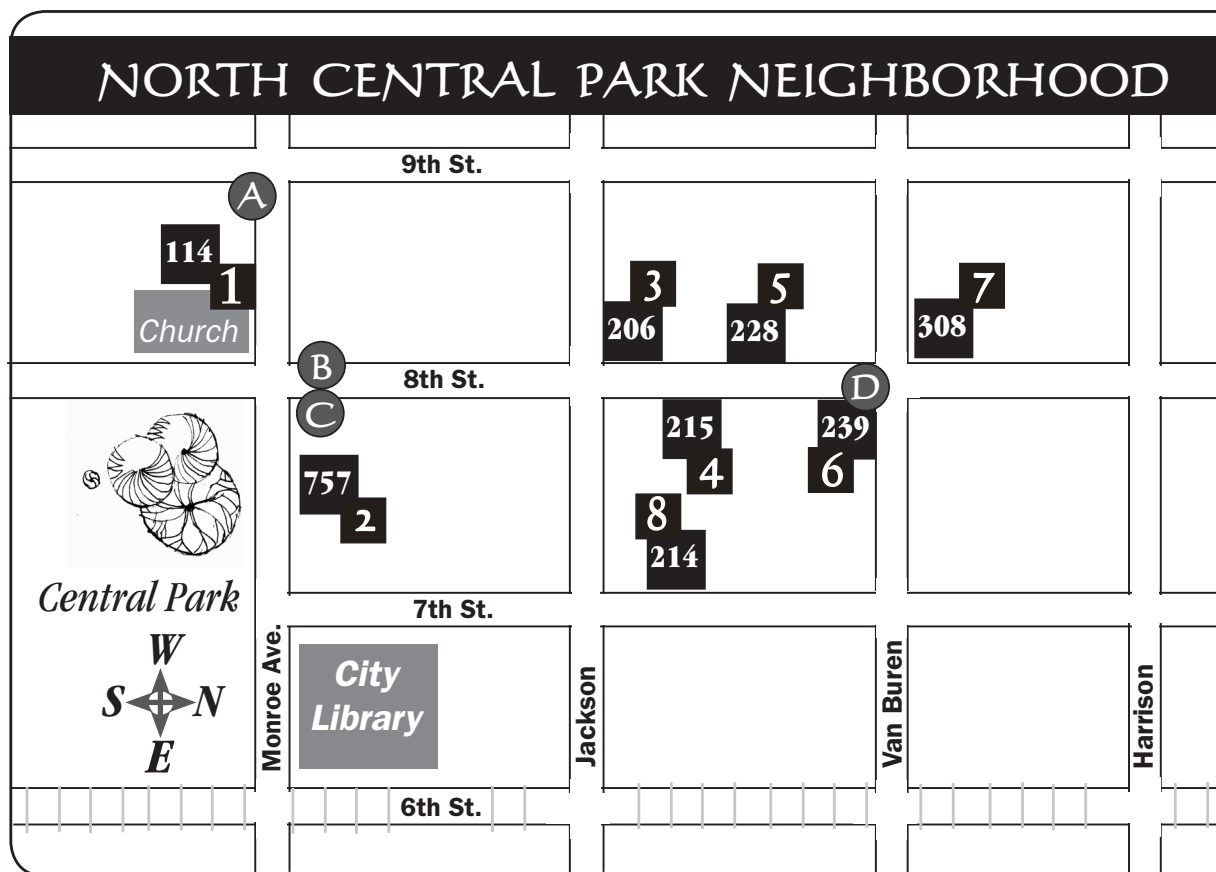 NORTH CENTRAL PARK NEIGHBORHOOD
9th St.
A
114
1
Church
3
206
5
228
7
308
B
8th St.
C
D
757
2
215
4
239
6
8
214
Central Park
7th St.
W
S N
E
Monroe Ave.
City
Library
Jackson
Van Buren
Harrison
6th St.